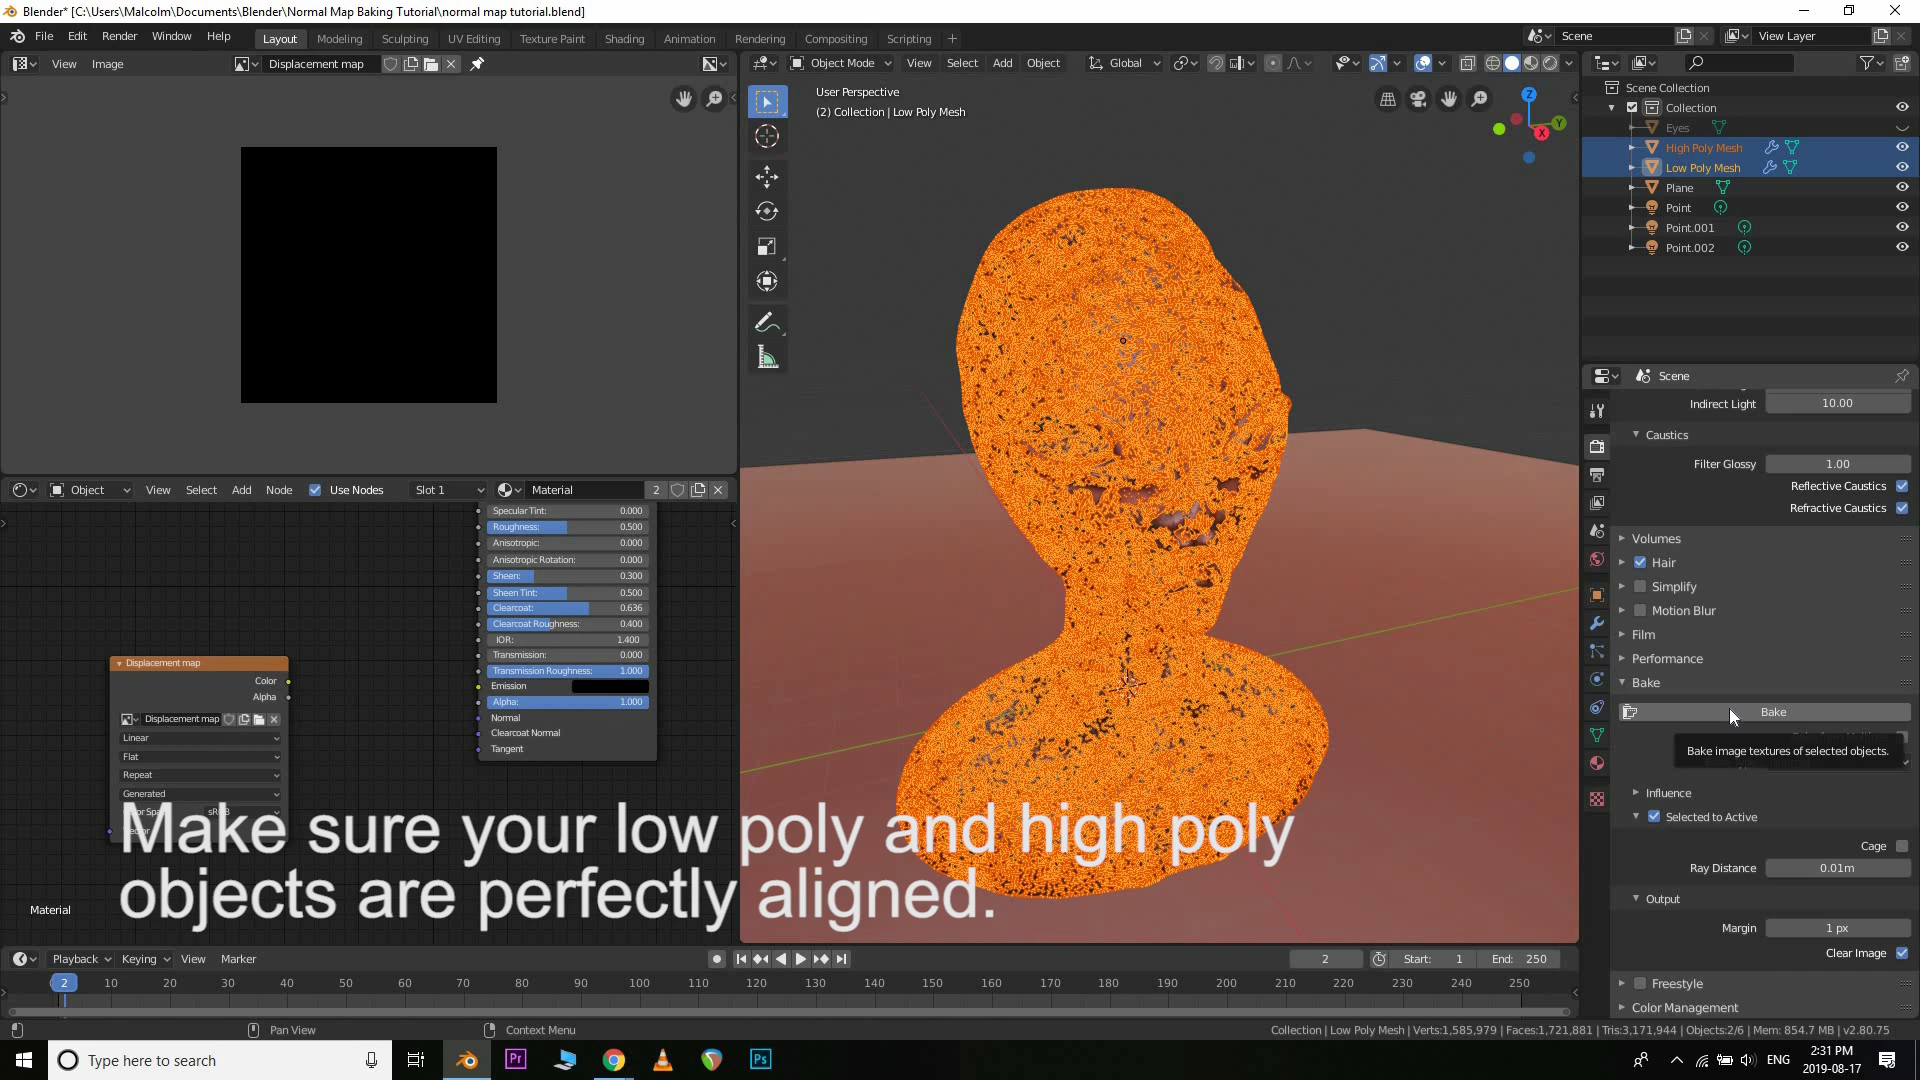 Blender* [C:\Users\Malcolm\Documents\Blender\Normal Map Baking Tutorial\normal map tutorial.blend]
File Edit Render Window Help Layout Modeling Sculpting UV Editing Texture Paint Shading Animation Rendering Compositing Scripting + Scene View Layer
View Image Displacement map Object Mode View Select Add Object Global
User Perspective
(2) Collection | Low Poly Mesh
Scene Collection
Collection
Eyes
High Poly Mesh
Low Poly Mesh
Plane
Point
Point.001
Point.002
Z
Y
X
Scene
Indirect Light 10.00
Caustics
Filter Glossy 1.00
Reflective Caustics
Refractive Caustics
Volumes
Hair
Simplify
Motion Blur
Film
Performance
Bake
Bake
Bake image textures of selected objects.
Influence
Selected to Active
Cage
Ray Distance 0.01m
Output
Margin 1 px
Clear Image
Freestyle
Color Management
Object View Select Add Node Use Nodes Slot 1 Material 2
Specular Tint: 0.000
Roughness: 0.500
Anisotropic: 0.000
Anisotropic Rotation: 0.000
Sheen: 0.300
Sheen Tint: 0.500
Clearcoat: 0.636
Clearcoat Roughness: 0.400
IOR: 1.400
Transmission: 0.000
Transmission Roughness: 1.000
Emission
Alpha: 1.000
Normal
Clearcoat Normal
Tangent
Displacement map
Color
Alpha
Displacement map
Linear
Flat
Repeat
Generated
Make sure your low poly and high poly
objects are perfectly aligned.
Material
Playback Keying View Marker 2 Start: 1 End: 250
2 10 20 30 40 50 60 70 80 90 100 110 120 130 140 150 160 170 180 190 200 210 220 230 240 250
Pan View Context Menu Collection | Low Poly Mesh | Verts:1,585,979 | Faces:1,721,881 | Tris:3,171,944 | Objects:2/6 | Mem: 854.7 MB | v2.80.75
Type here to search Pr Ps ENG 2:31 PM
2019-08-17